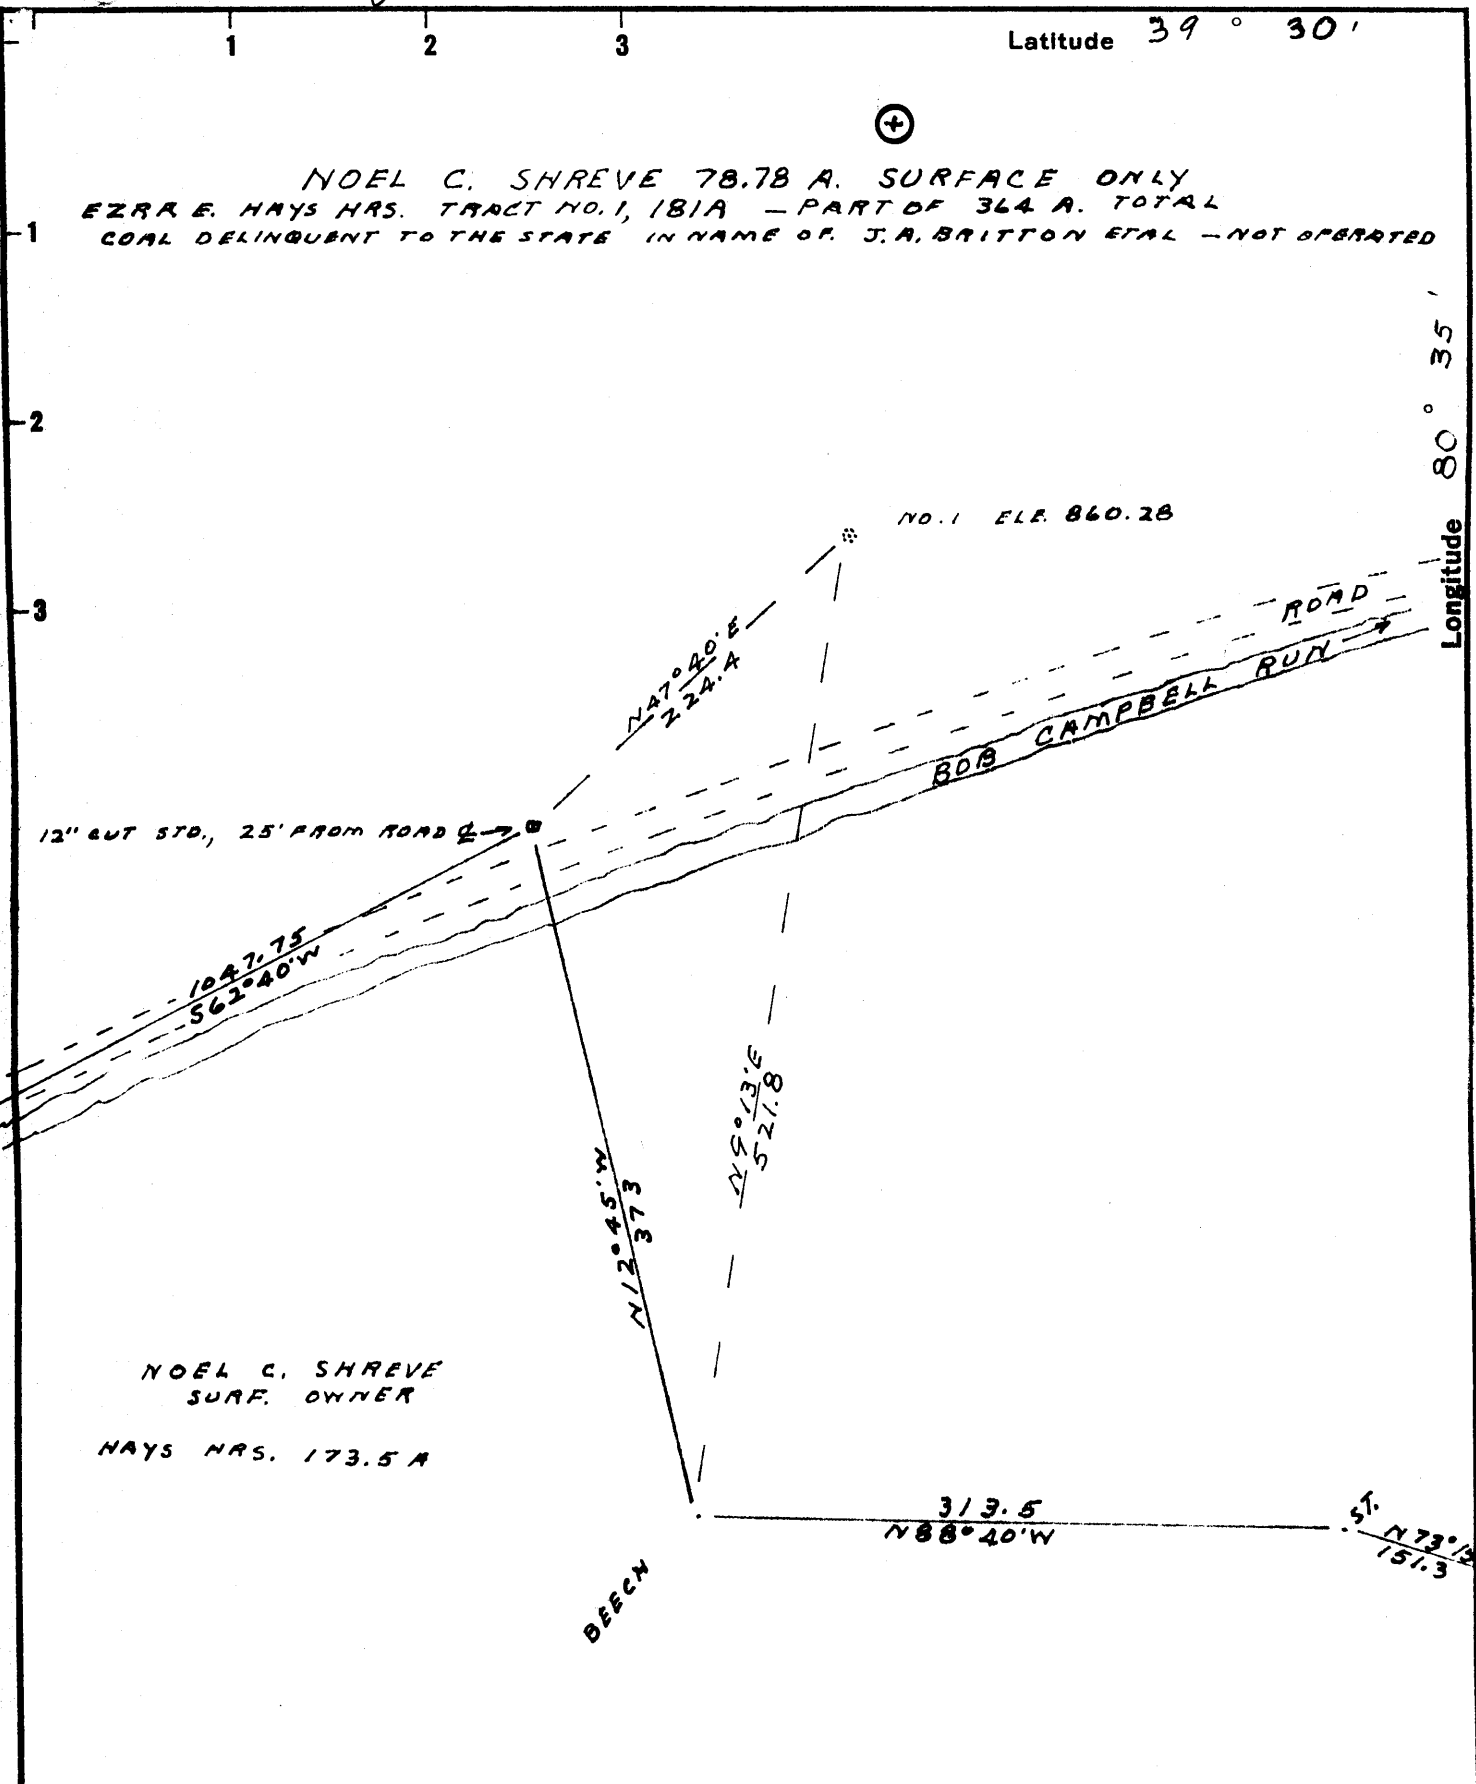 1 2 3 Latitude 39° 30'
NOEL C. SHREVE 78.78 A. SURFACE ONLY
EZRA E. HAYS HRS. TRACT NO. 1, 181A — PART OF 364 A. TOTAL
1
COAL DELINQUENT TO THE STATE IN NAME OF J. A. BRITTON ETAL — NOT OPERATED
Longitude 80° 35'
2
NO. 1 ELE. 860.28
3
ROAD
BOB CAMPBELL RUN
N47°40'E
224.4
12" GUT STD., 25' FROM ROAD ℄
1047.75
S62°40'W
N9°13'E
521.8
N12°45'W
373
NOEL C. SHREVE
SURF. OWNER
HAYS HRS. 173.5 A
313.5
N88°40'W
ST.
N73°15
151.3
BEECH